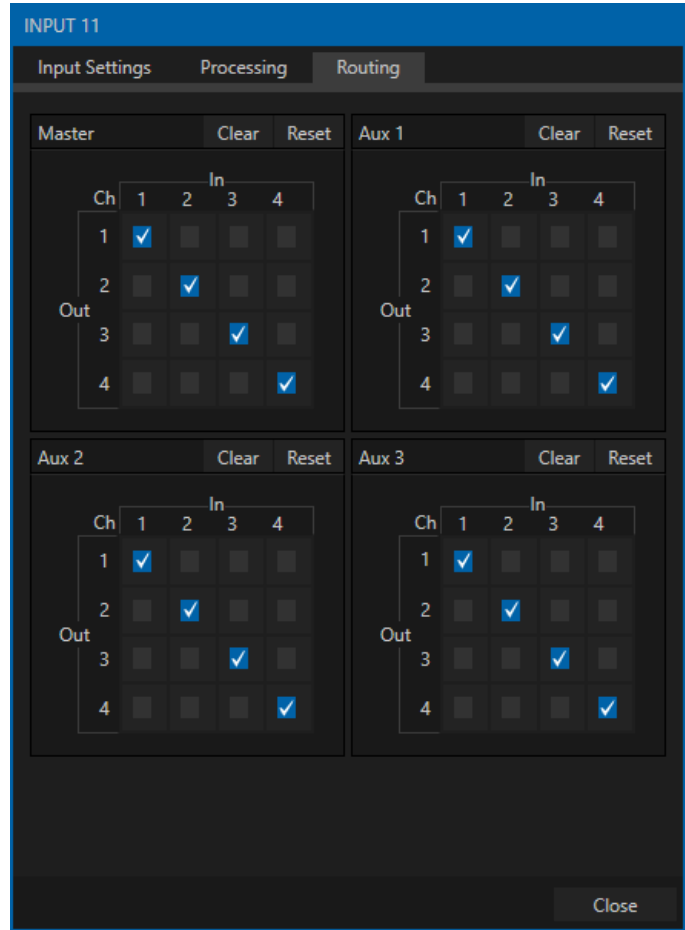 INPUT 11
Input Settings Processing Routing
Master Clear Reset
In
Ch 1 2 3 4
1
2
Out
3
4
Aux 1 Clear Reset
In
Ch 1 2 3 4
1
2
Out
3
4
Aux 2 Clear Reset
In
Ch 1 2 3 4
1
2
Out
3
4
Aux 3 Clear Reset
In
Ch 1 2 3 4
1
2
Out
3
4
Close